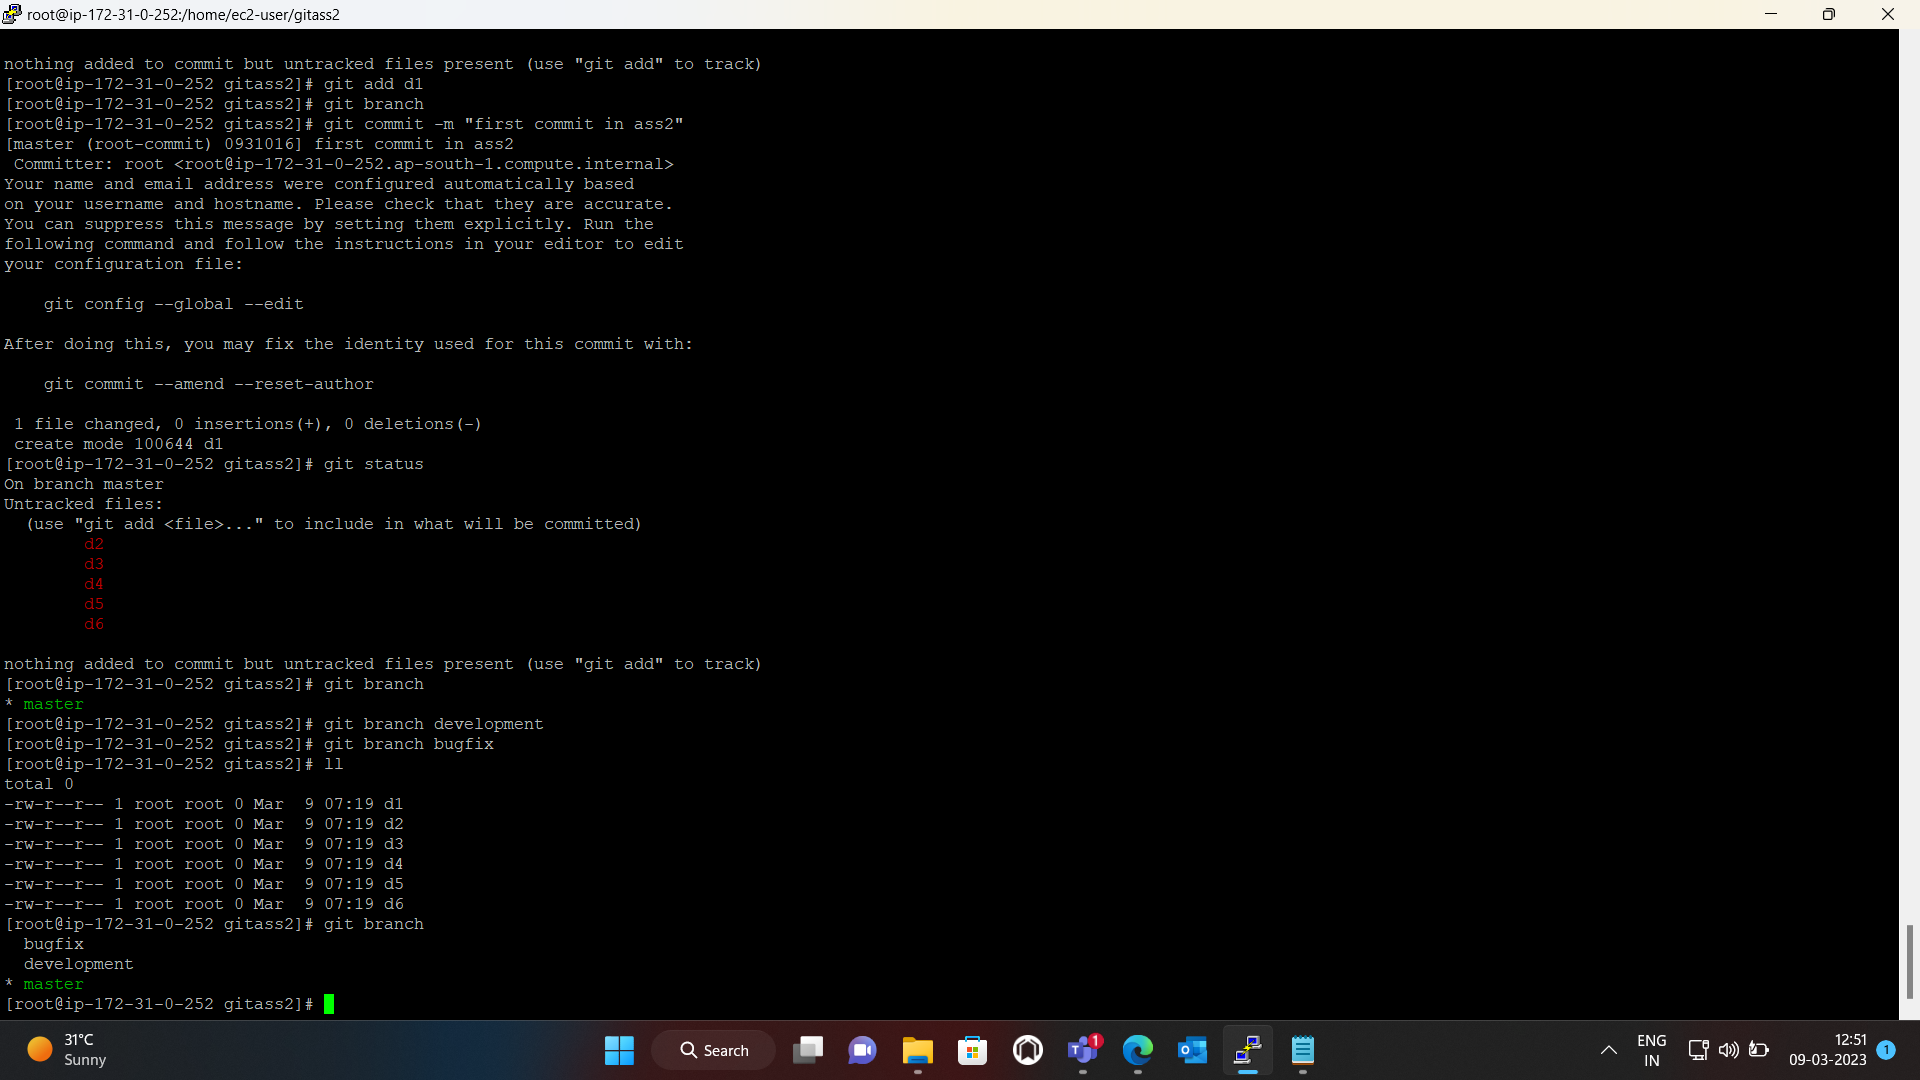 root@ip-172-31-0-252:/home/ec2-user/gitass2
nothing added to commit but untracked files present (use "git add" to track)
[root@ip-172-31-0-252 gitass2]# git add d1
[root@ip-172-31-0-252 gitass2]# git branch
[root@ip-172-31-0-252 gitass2]# git commit -m "first commit in ass2"
[master (root-commit) 0931016] first commit in ass2
 Committer: root <root@ip-172-31-0-252.ap-south-1.compute.internal>
Your name and email address were configured automatically based
on your username and hostname. Please check that they are accurate.
You can suppress this message by setting them explicitly. Run the
following command and follow the instructions in your editor to edit
your configuration file:
    git config --global --edit
After doing this, you may fix the identity used for this commit with:
    git commit --amend --reset-author
 1 file changed, 0 insertions(+), 0 deletions(-)
 create mode 100644 d1
[root@ip-172-31-0-252 gitass2]# git status
On branch master
Untracked files:
  (use "git add <file>..." to include in what will be committed)
        d2
        d3
        d4
        d5
        d6
nothing added to commit but untracked files present (use "git add" to track)
[root@ip-172-31-0-252 gitass2]# git branch
* master
[root@ip-172-31-0-252 gitass2]# git branch development
[root@ip-172-31-0-252 gitass2]# git branch bugfix
[root@ip-172-31-0-252 gitass2]# ll
total 0
-rw-r--r-- 1 root root 0 Mar  9 07:19 d1
-rw-r--r-- 1 root root 0 Mar  9 07:19 d2
-rw-r--r-- 1 root root 0 Mar  9 07:19 d3
-rw-r--r-- 1 root root 0 Mar  9 07:19 d4
-rw-r--r-- 1 root root 0 Mar  9 07:19 d5
-rw-r--r-- 1 root root 0 Mar  9 07:19 d6
[root@ip-172-31-0-252 gitass2]# git branch
  bugfix
  development
* master
[root@ip-172-31-0-252 gitass2]#
31°C
Sunny
Search
1
ENG
IN
12:51
09-03-2023
1